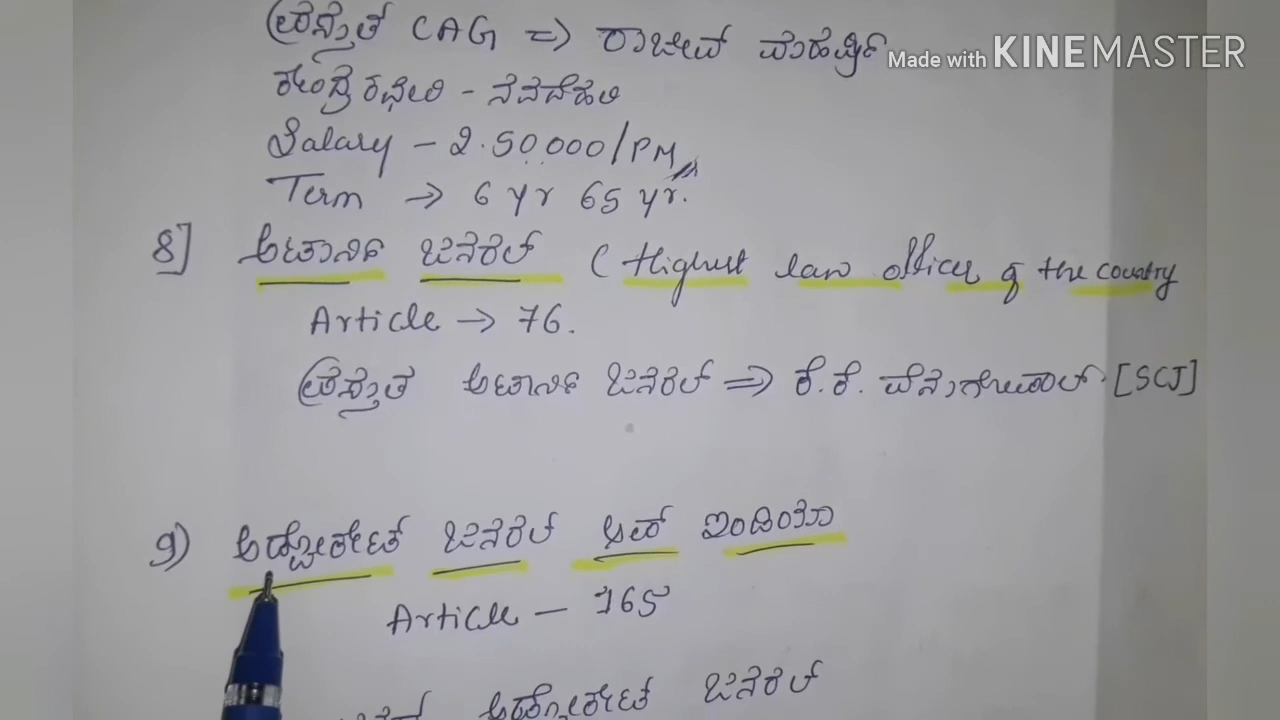 ಪ್ರಸ್ತುತ CAG => ರಾಜೀವ್ ಮಹರ್ಷಿ
Made with KINEMASTER
ಕೇಂದ್ರ ಕಛೇರಿ - ನವದೆಹಲಿ
Salary - 2.50.000/PM
Term → 6 yr 65 yr.
8] ಅಟಾರ್ನಿ ಜನರಲ್ (Highest law officer of the country
Article → 76.
ಪ್ರಸ್ತುತ ಅಟಾರ್ನಿ ಜನರಲ್ => ಕೆ.ಕೆ. ವೇಣುಗೋಪಾಲ್ [SCJ]
9) ಅಡ್ವೋಕೇಟ್ ಜನರಲ್ ಆಫ್ ಇಂಡಿಯಾ
Article - 165
ಅಡ್ವೋಕೇಟ್ ಜನರಲ್